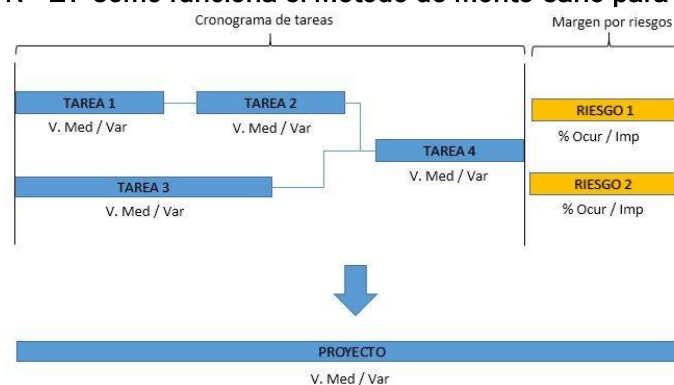 Cronograma de tareas
Margen por riesgos
TAREA 1
TAREA 2
RIESGO 1
V. Med / Var
V. Med / Var
% Ocur / Imp
TAREA 4
TAREA 3
V. Med / Var
RIESGO 2
V. Med / Var
% Ocur / Imp
PROYECTO
V. Med / Var